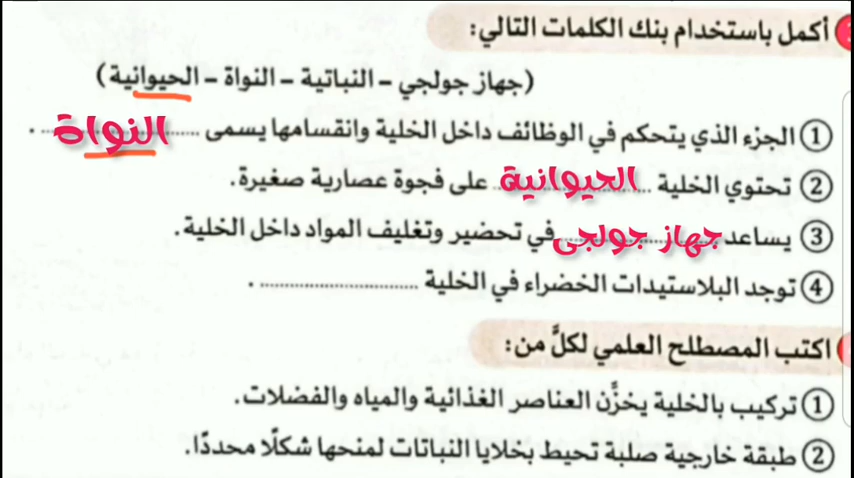 أكمل باستخدام بنك الكلمات التالي:
(جهاز جولجي - النباتية - النواة - الحيوانية)
① الجزء الذي يتحكم في الوظائف داخل الخلية وانقسامها يسمى النواة .
② تحتوي الخلية الحيوانية على فجوة عصارية صغيرة.
③ يساعد جهاز جولجى في تحضير وتغليف المواد داخل الخلية.
④ توجد البلاستيدات الخضراء في الخلية .............................. .
اكتب المصطلح العلمي لكلٍّ من:
① تركيب بالخلية يخزَّن العناصر الغذائية والمياه والفضلات.
② طبقة خارجية صلبة تحيط بخلايا النباتات لمنحها شكلًا محددًا.